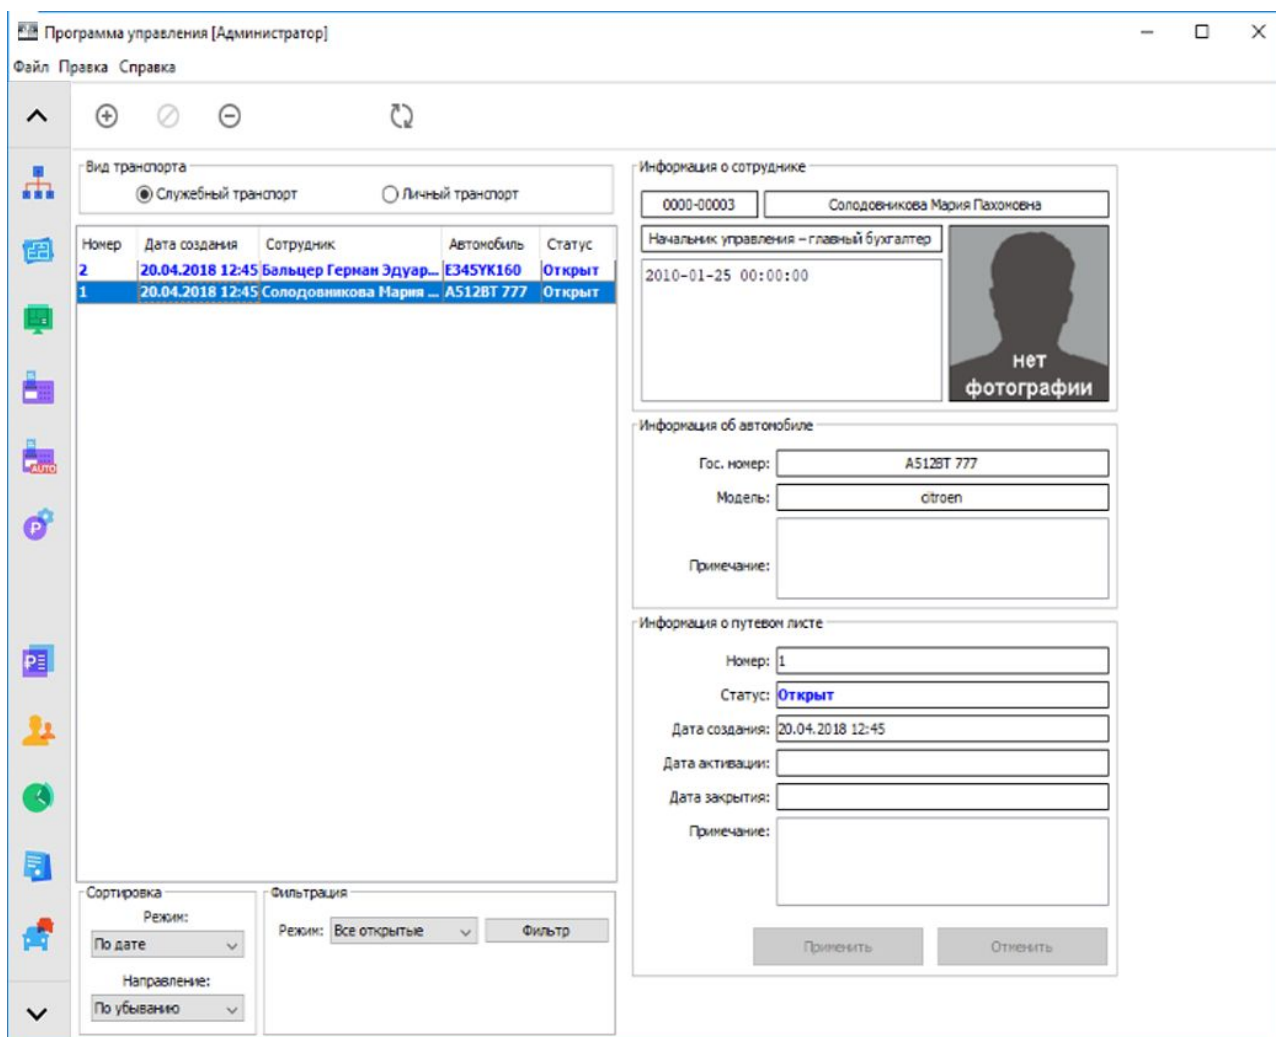 Программа управления [Администратор]
Файл Правка Справка
Вид транспорта
Служебный транспорт Личный транспорт
Номер Дата создания Сотрудник Автомобиль Статус
2 20.04.2018 12:45 Бальцер Герман Эдуар... E345YK160 Открыт
1 20.04.2018 12:45 Солодовникова Мария ... A512BT 777 Открыт
Сортировка
Режим:
По дате
Направление:
По убыванию
Фильтрация
Режим: Все открытые Фильтр
Информация о сотруднике
0000-00003 Солодовникова Мария Пахомовна
Начальник управления – главный бухгалтер
2010-01-25 00:00:00
нет
фотографии
Информация об автомобиле
Гос. номер: A512BT 777
Модель: citroen
Примечание:
Информация о путевом листе
Номер: 1
Статус: Открыт
Дата создания: 20.04.2018 12:45
Дата активации:
Дата закрытия:
Примечание:
Применить Отменить
AUTO
P
₽